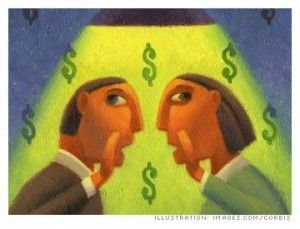 $ $ $
$ $
$
ILLUSTRATION: IMAGES.COM/CORBIS